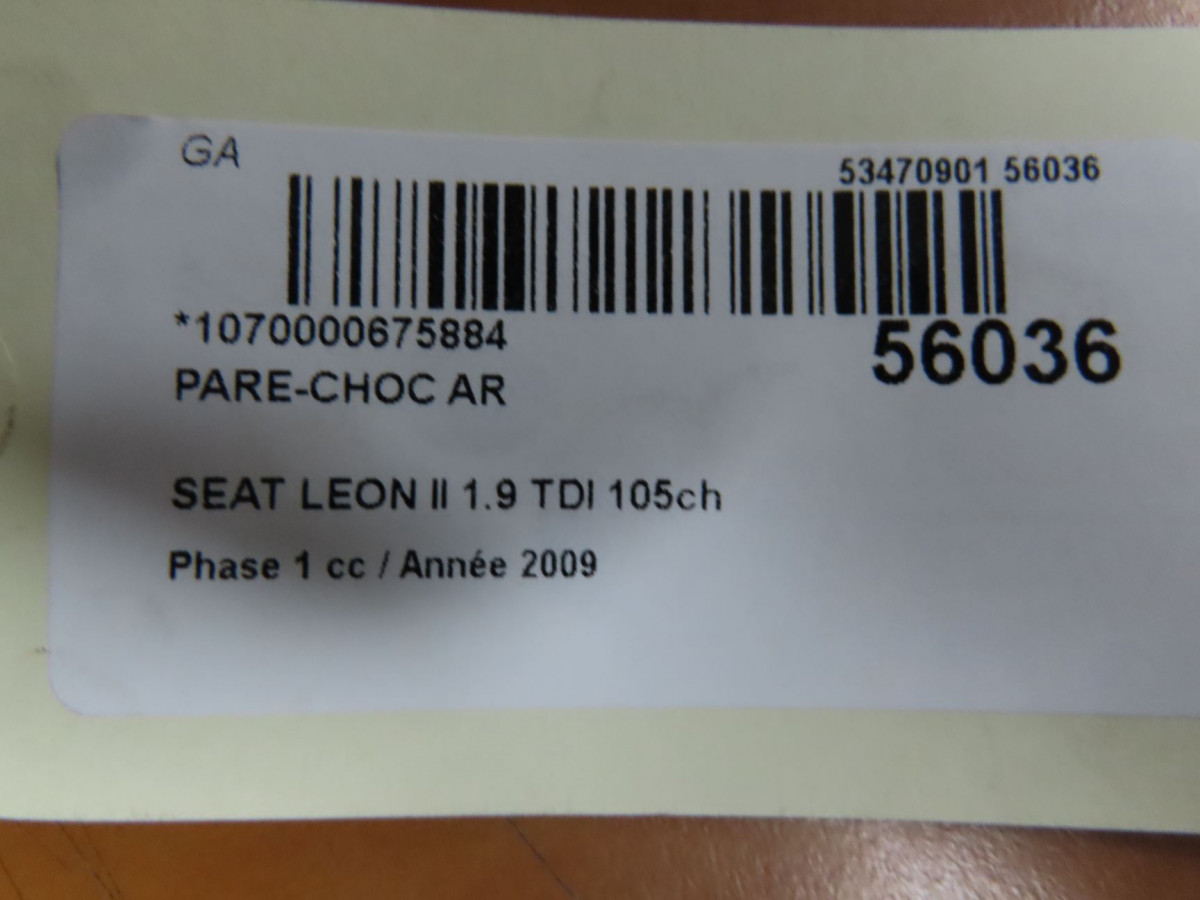 GA
53470901 56036
*1070000675884
56036
PARE-CHOC AR
SEAT LEON II 1.9 TDI 105ch
Phase 1 cc / Année 2009